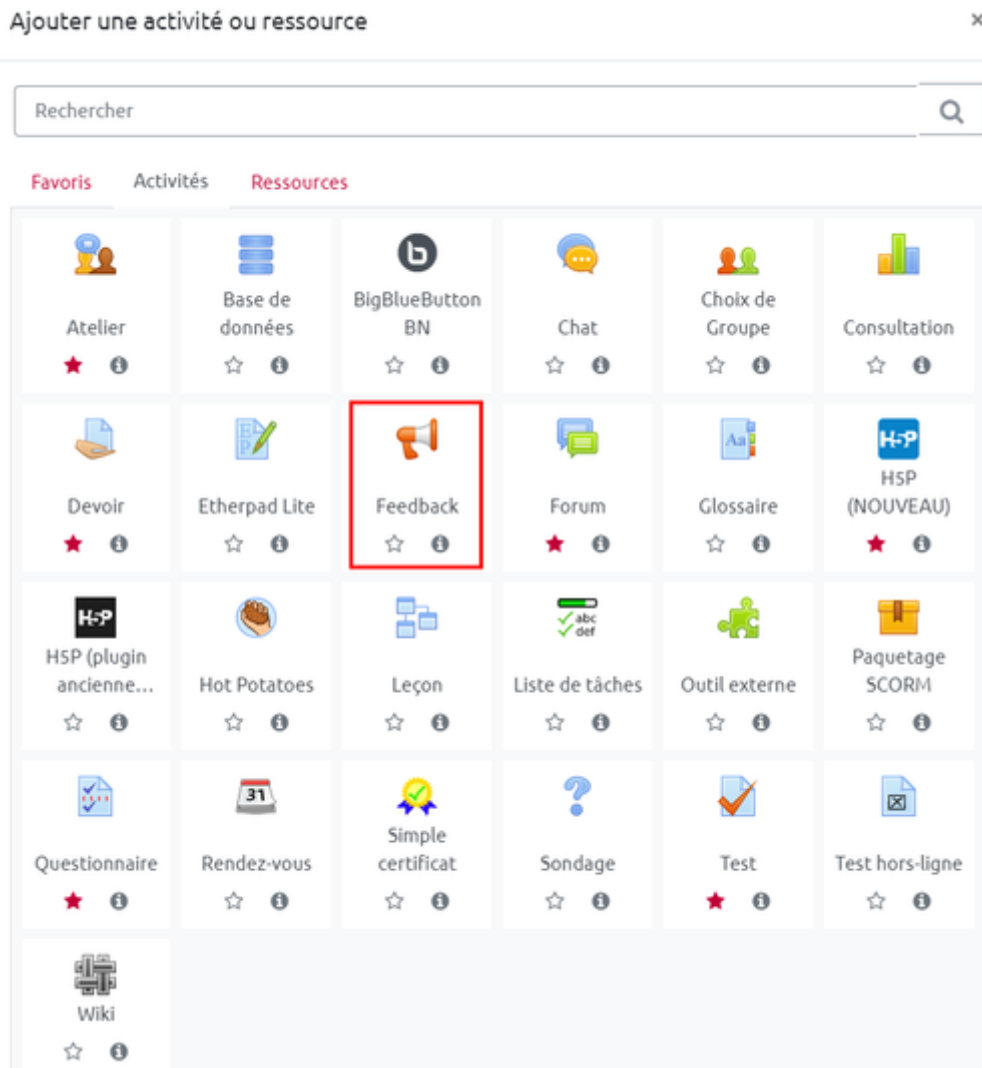 Ajouter une activité ou ressource
×
Rechercher
Favoris Activités Ressources
Atelier
Base de
données
BigBlueButton
BN
Chat
Choix de
Groupe
Consultation
Devoir
EP
Etherpad Lite
Feedback
Forum
Aa
Glossaire
H5P
H5P
(NOUVEAU)
H5P
H5P (plugin
ancienne...
Hot Potatoes
Leçon
abc
def
Liste de tâches
Outil externe
Paquetage
SCORM
Questionnaire
31
Rendez-vous
Simple
certificat
?
Sondage
Test
Test hors-ligne
Wiki